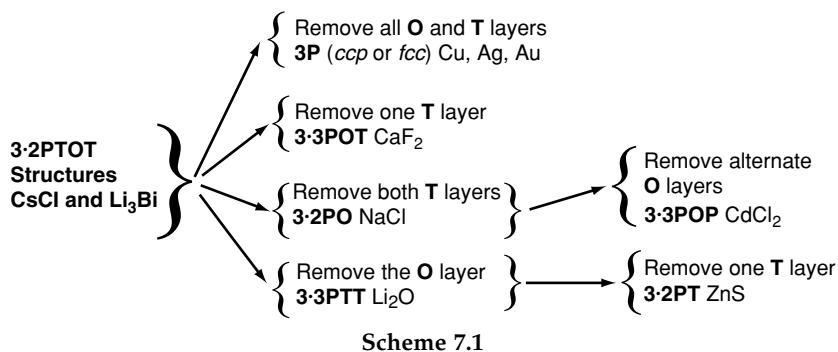 Remove all O and T layers
3P (ccp or fcc) Cu, Ag, Au
Remove one T layer
3·3POT CaF₂
3·2PTOT
Structures
CsCl and Li₃Bi
Remove both T layers
3·2PO NaCl
Remove alternate
O layers
3·3POP CdCl₂
Remove the O layer
3·3PTT Li₂O
Remove one T layer
3·2PT ZnS
Scheme 7.1